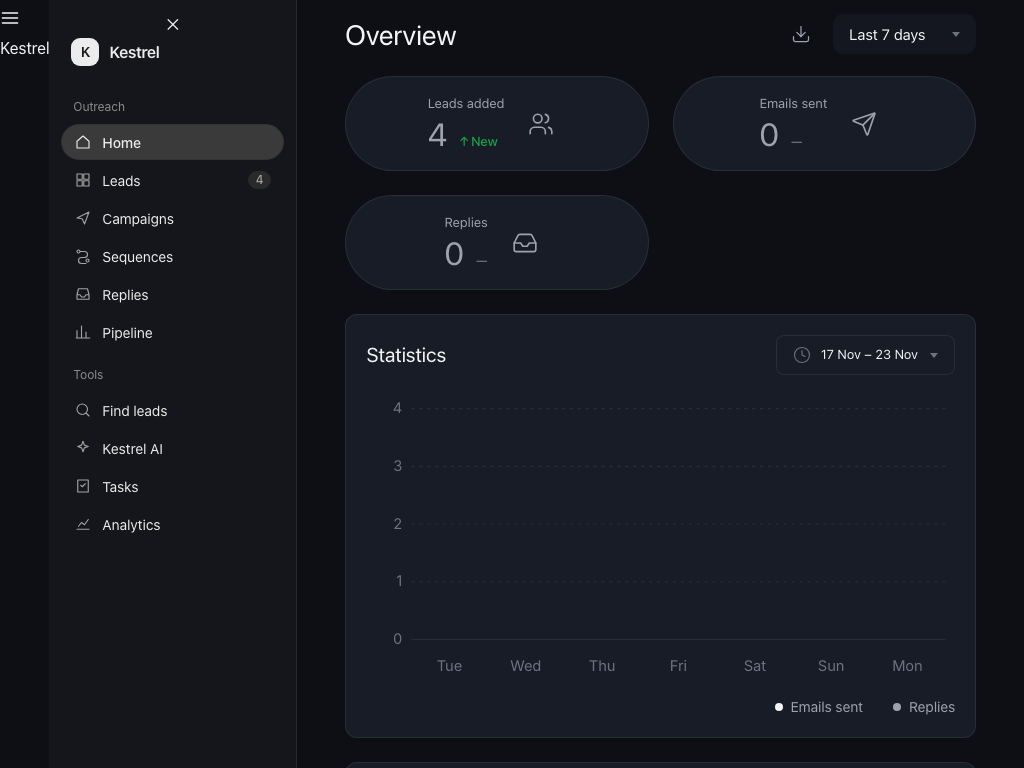 Kestrel
K Kestrel
Outreach
Home
Leads 4
Campaigns
Sequences
Replies
Pipeline
Tools
Find leads
Kestrel AI
Tasks
Analytics
Overview
Last 7 days
Leads added
4 ↑ New
Emails sent
0 –
Replies
0 –
Statistics
17 Nov – 23 Nov
4
3
2
1
0
Tue Wed Thu Fri Sat Sun Mon
Emails sent Replies